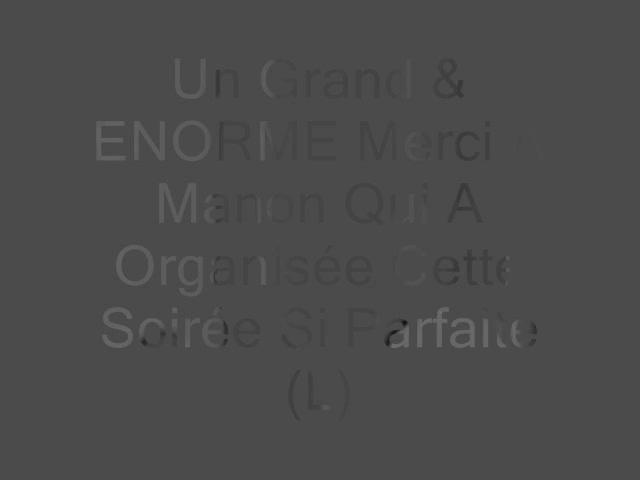 Un Grand &
ENORME Merci A
Manon Qui A
Organisée Cette
Soirée Si Parfaite
(L)